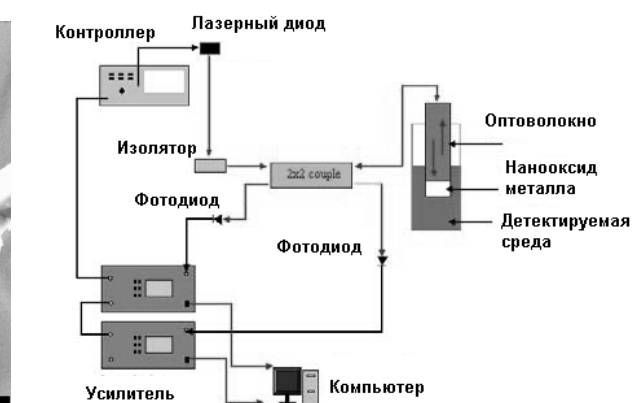 Контроллер
Лазерный диод
Изолятор
2x2 couple
Оптоволокно
Нанооксид
металла
Детектируемая
среда
Фотодиод
Фотодиод
Усилитель
Компьютер